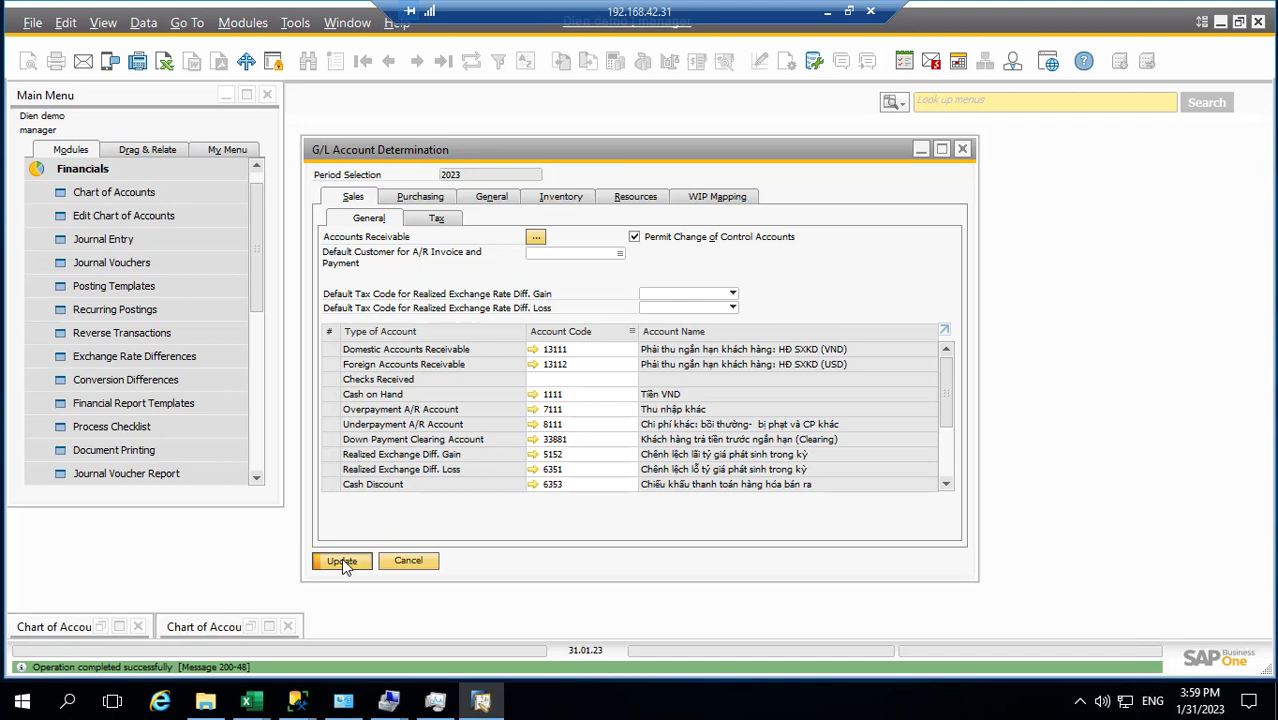 192.168.42.31
File Edit View Data Go To Modules Tools Window Help
Dien demo | manager
Main Menu
Dien demo
manager
Modules Drag & Relate My Menu
Financials
Chart of Accounts
Edit Chart of Accounts
Journal Entry
Journal Vouchers
Posting Templates
Recurring Postings
Reverse Transactions
Exchange Rate Differences
Conversion Differences
Financial Report Templates
Process Checklist
Document Printing
Journal Voucher Report
Look up menus
Search
G/L Account Determination
Period Selection 2023
Sales Purchasing General Inventory Resources WIP Mapping
General Tax
Accounts Receivable ... Permit Change of Control Accounts
Default Customer for A/R Invoice and
Payment
Default Tax Code for Realized Exchange Rate Diff. Gain
Default Tax Code for Realized Exchange Rate Diff. Loss
# Type of Account Account Code Account Name
Domestic Accounts Receivable 13111 Phải thu ngắn hạn khách hàng: HĐ SXKD (VND)
Foreign Accounts Receivable 13112 Phải thu ngắn hạn khách hàng: HĐ SXKD (USD)
Checks Received
Cash on Hand 1111 Tiền VND
Overpayment A/R Account 7111 Thu nhập khác
Underpayment A/R Account 8111 Chi phí khác: bồi thường- bị phạt và CP khác
Down Payment Clearing Account 33881 Khách hàng trả tiền trước ngắn hạn (Clearing)
Realized Exchange Diff. Gain 5152 Chênh lệch lãi tỷ giá phát sinh trong kỳ
Realized Exchange Diff. Loss 6351 Chênh lệch lỗ tỷ giá phát sinh trong kỳ
Cash Discount 6353 Chiếu khấu thanh toán hàng hóa bán ra
Update Cancel
Chart of Accou Chart of Accou
31.01.23
Operation completed successfully [Message 200-48]
SAP Business One
ENG
3:59 PM
1/31/2023